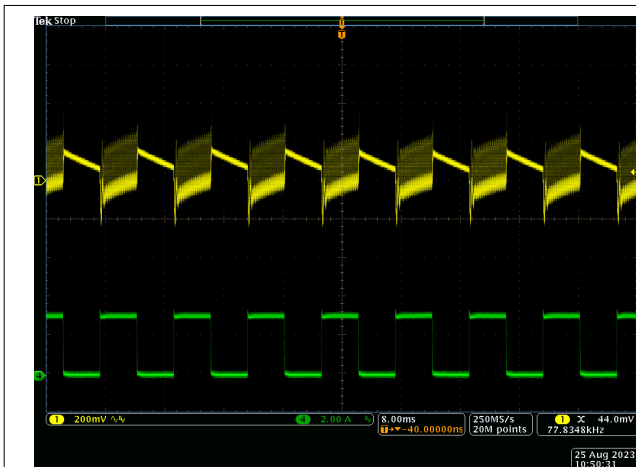 Tek Stop
T
1
4
1 200mV 4 2.00 A 8.00ms 250MS/s 1 44.0mV
T→▼-40.00000ns 20M points 77.8348kHz
25 Aug 2023
10:50:31